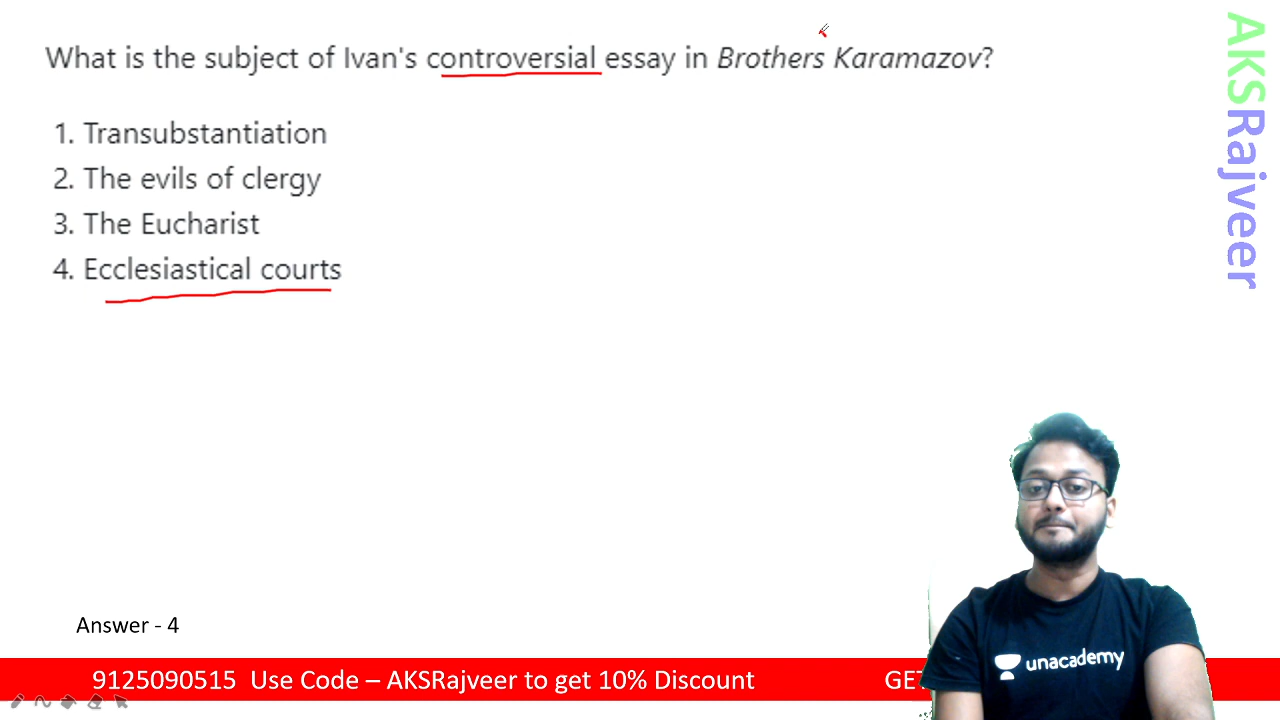 What is the subject of Ivan's controversial essay in Brothers Karamazov?
1. Transubstantiation
2. The evils of clergy
3. The Eucharist
4. Ecclesiastical courts
AKSRajveer
unacademy
Answer - 4
9125090515 Use Code – AKSRajveer to get 10% Discount